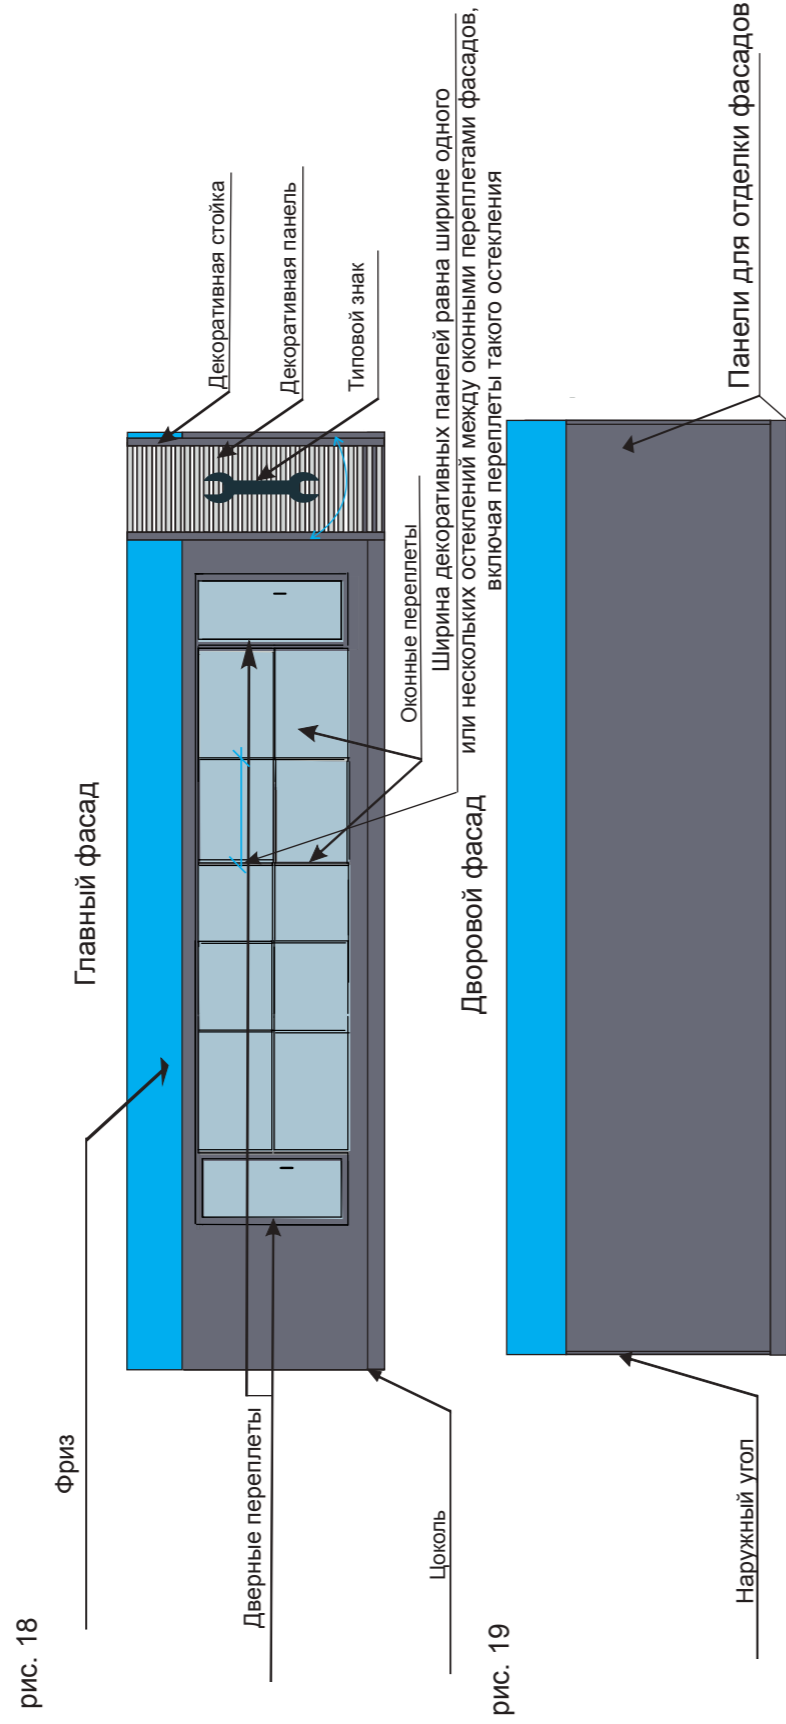 рис. 18
Главный фасад
Фриз
Декоративная стойка
Декоративная панель
Типовой знак
Дверные переплеты
Оконные переплеты
Цоколь
Ширина декоративных панелей равна ширине одного
или нескольких остеклений между оконными переплетами фасадов,
включая переплеты такого остекления
рис. 19
Дворовой фасад
Панели для отделки фасадов
Наружный угол